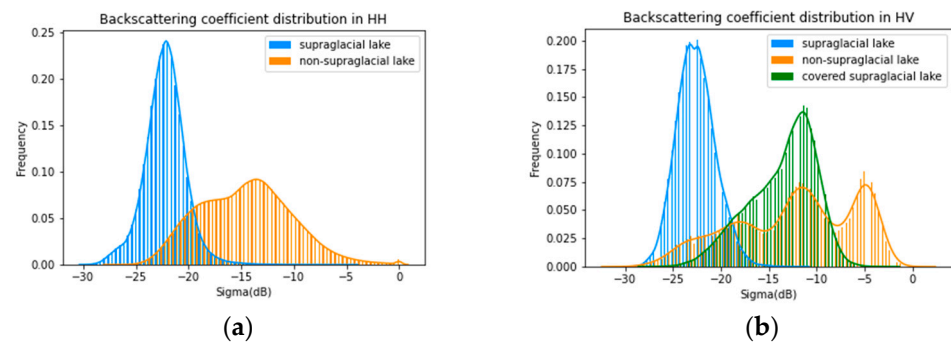 Backscattering coefficient distribution in HH
0.25
0.20
0.15
0.10
0.05
0.00
Frequency
supraglacial lake
non-supraglacial lake
−30
−25
−20
−15
−10
−5
0
Sigma(dB)
(a)
Backscattering coefficient distribution in HV
0.200
0.175
0.150
0.125
0.100
0.075
0.050
0.025
0.000
Frequency
supraglacial lake
non-supraglacial lake
covered supraglacial lake
−30
−25
−20
−15
−10
−5
0
Sigma(dB)
(b)